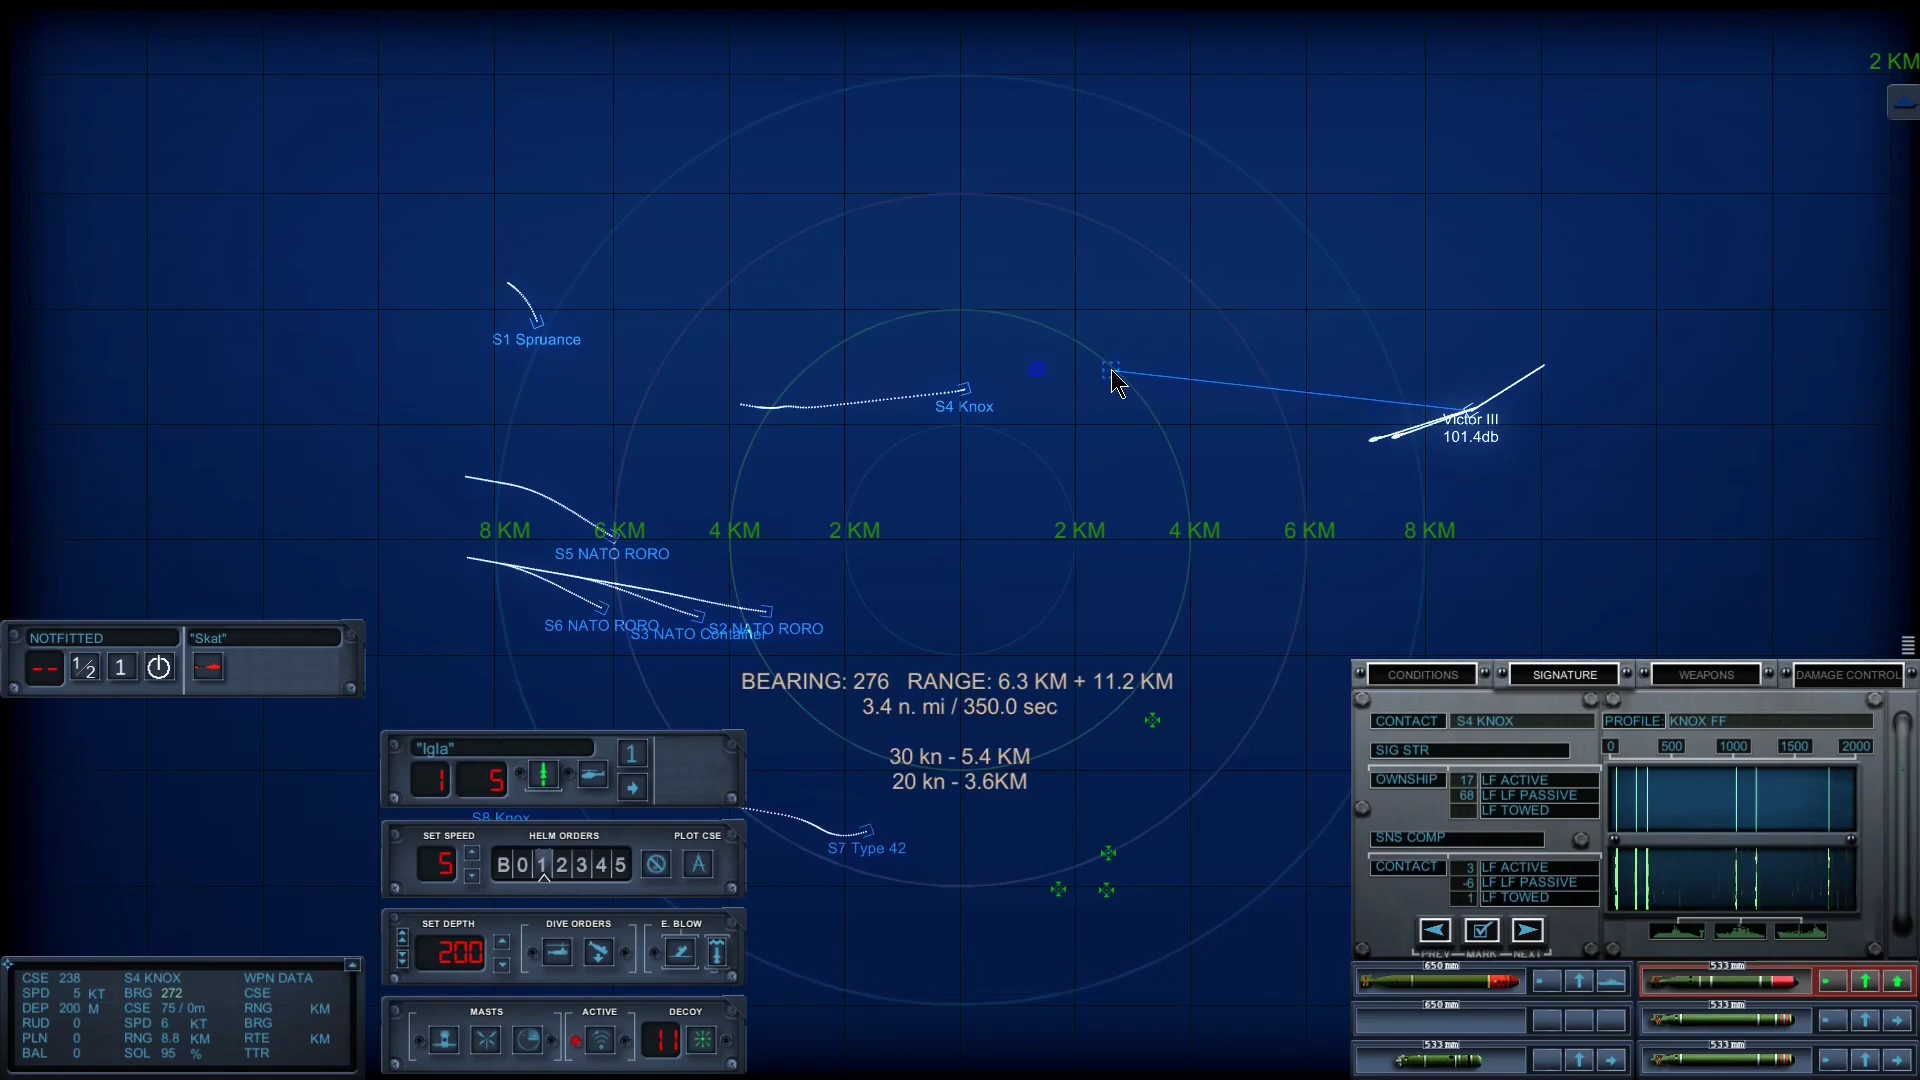 2 KM
S1 Spruance
S4 Knox
Victor III
101.4db
8 KM
6 KM
4 KM
2 KM
2 KM
4 KM
6 KM
8 KM
S5 NATO RORO
S6 NATO RORO
S3 NATO Container
S2 NATO RORO
NOTFITTED
"Skat"
--
1/2
1
BEARING: 276 RANGE: 6.3 KM + 11.2 KM
3.4 n. mi / 350.0 sec
30 kn - 5.4 KM
20 kn - 3.6KM
"Igla"
1
5
1
S8 Knox
S7 Type 42
SET SPEED
HELM ORDERS
PLOT CSE
5
B 0 1 2 3 4 5
SET DEPTH
DIVE ORDERS
E. BLOW
200
MASTS
ACTIVE
DECOY
11
CSE 238 S4 KNOX WPN DATA
SPD 5 KT BRG 272 CSE
DEP 200 M CSE 75 / 0m RNG KM
RUD 0 SPD 6 KT BRG
PLN 0 RNG 8.8 KM RTE KM
BAL 0 SOL 95 % TTR
CONDITIONS
SIGNATURE
WEAPONS
DAMAGE CONTROL
CONTACT S4 KNOX
PROFILE: KNOX FF
SIG STR
0 500 1000 1500 2000
OWNSHIP 17 LF ACTIVE
68 LF LF PASSIVE
LF TOWED
SNS COMP
CONTACT 3 LF ACTIVE
-6 LF LF PASSIVE
1 LF TOWED
PREV MARK NEXT
650 mm
533 mm
650 mm
533 mm
533 mm
533 mm